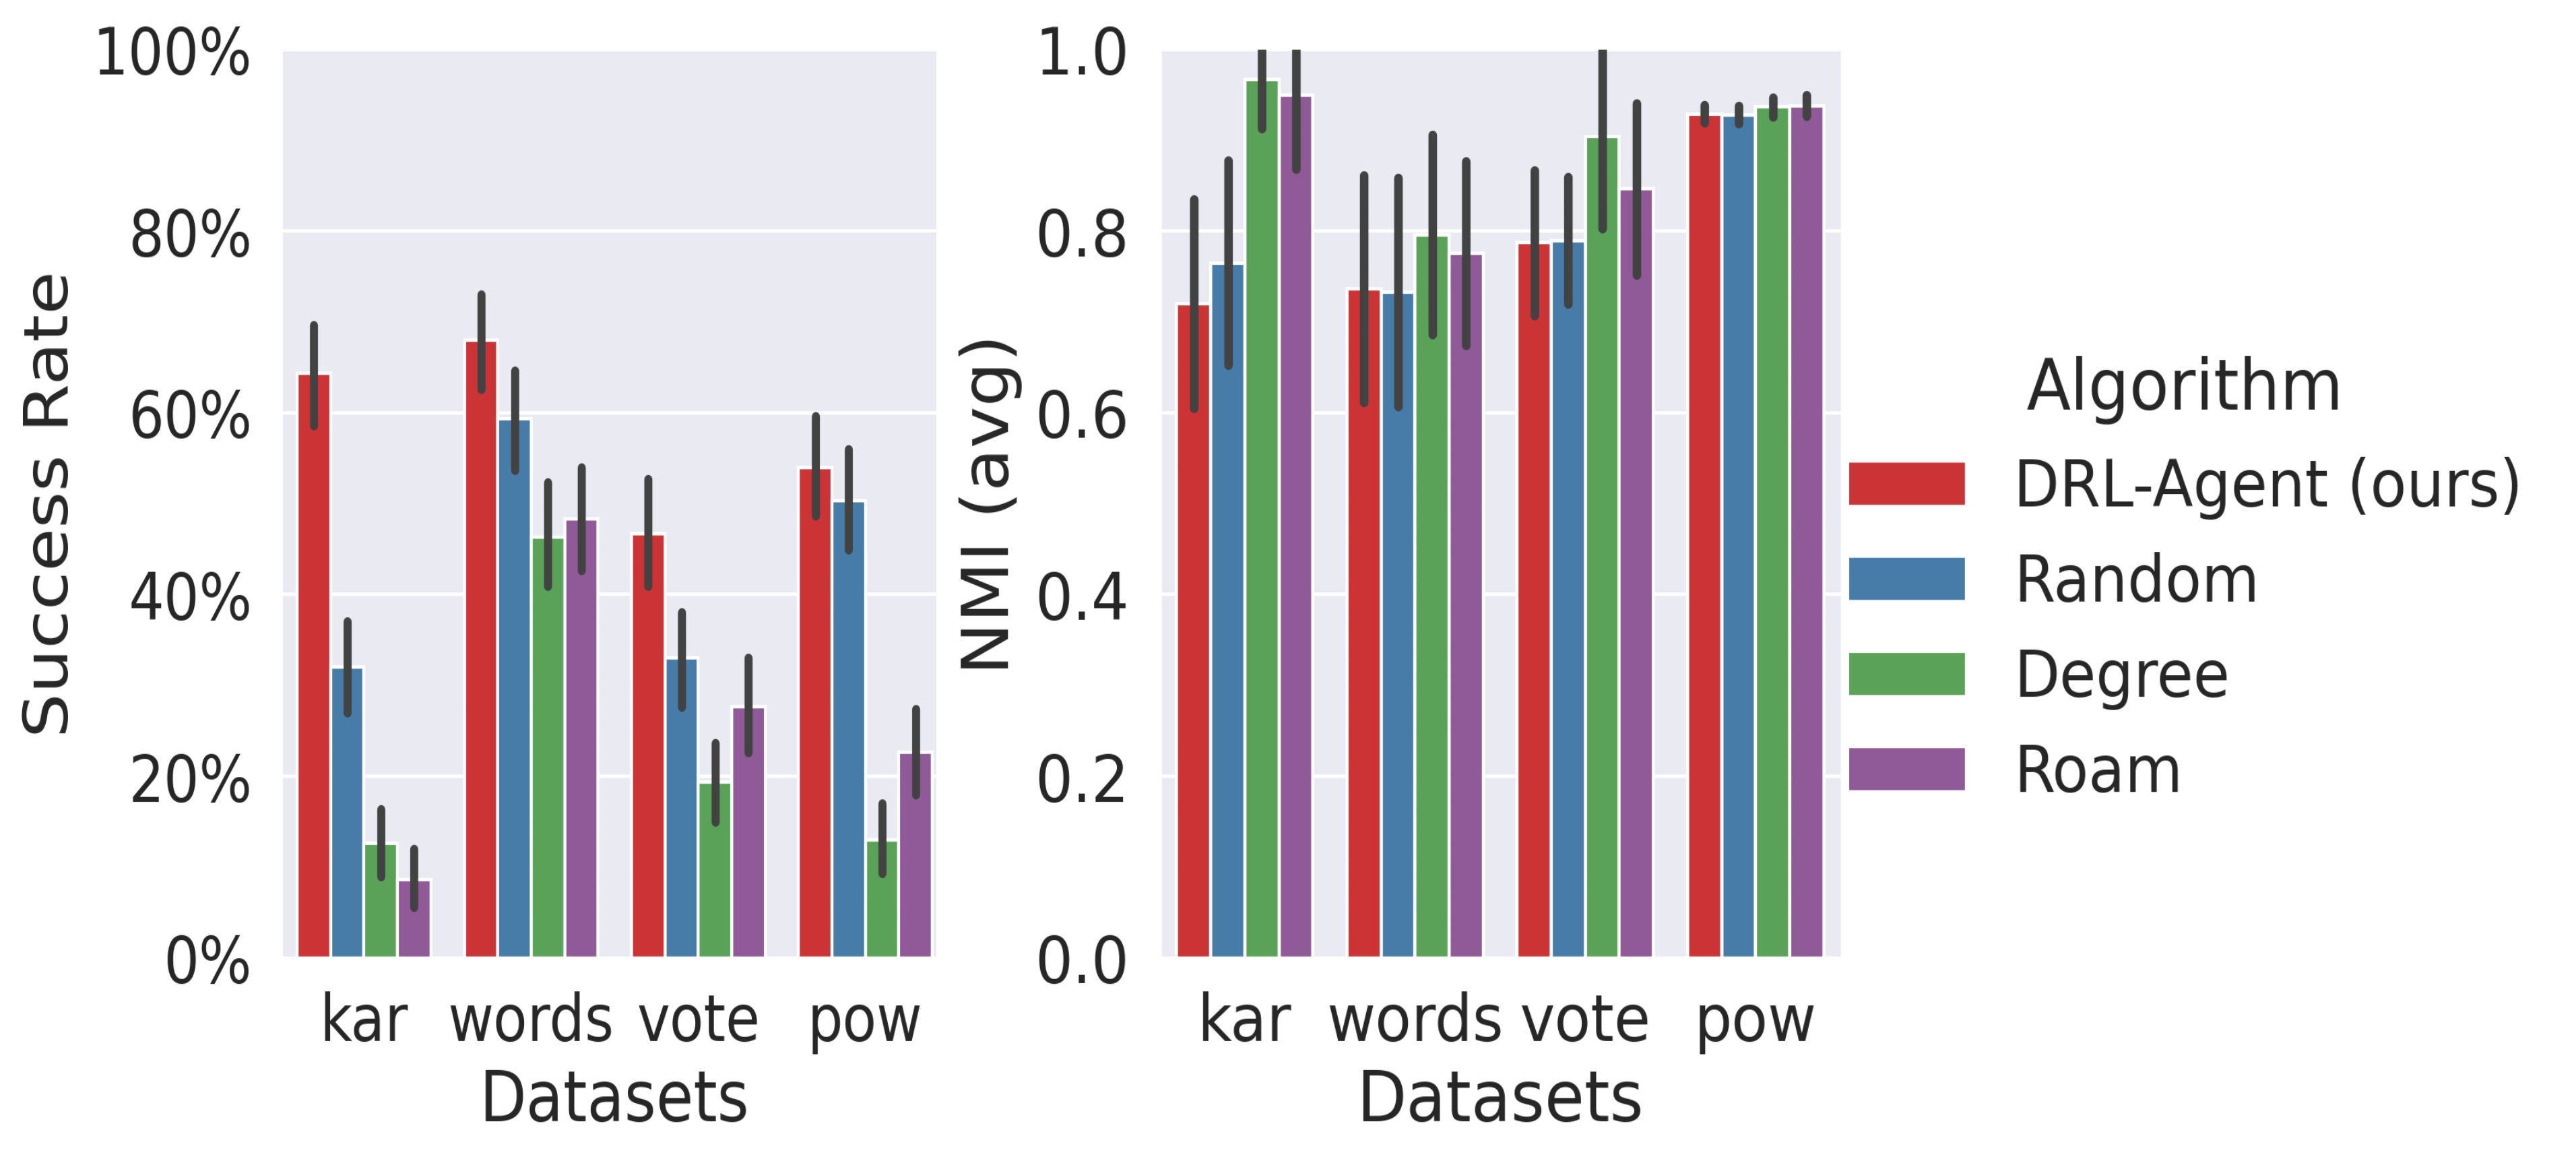 Success Rate
100%
80%
60%
40%
20%
0%
kar words vote pow
Datasets
NMI (avg)
1.0
0.8
0.6
0.4
0.2
0.0
kar words vote pow
Datasets
Algorithm
DRL-Agent (ours)
Random
Degree
Roam